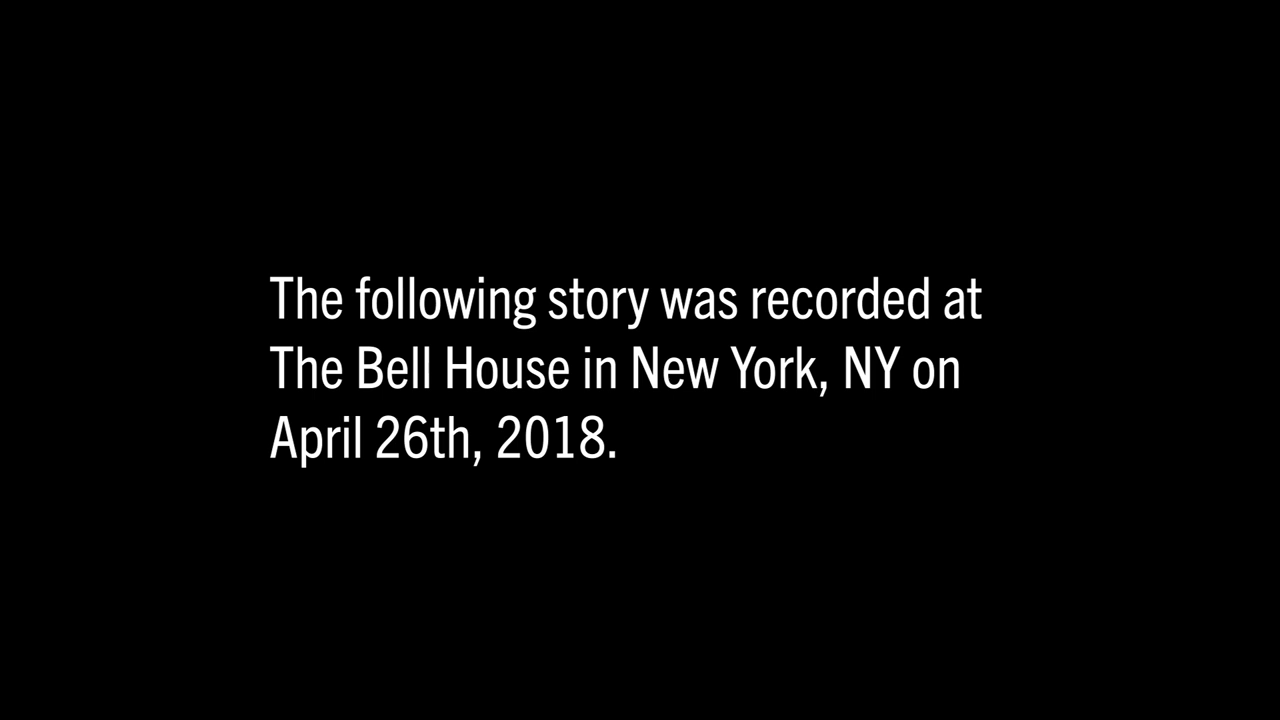 The following story was recorded at
The Bell House in New York, NY on
April 26th, 2018.